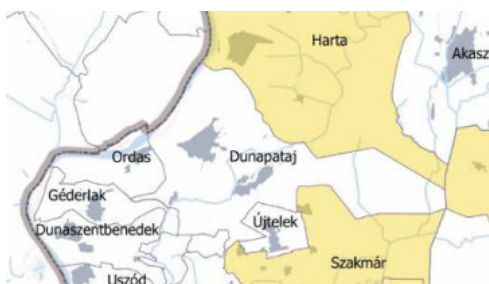 Harta
Akasz
Ordas
Dunapataj
Géderlak
Dunaszentbenedek
Újtelek
Szakmár
Uszód